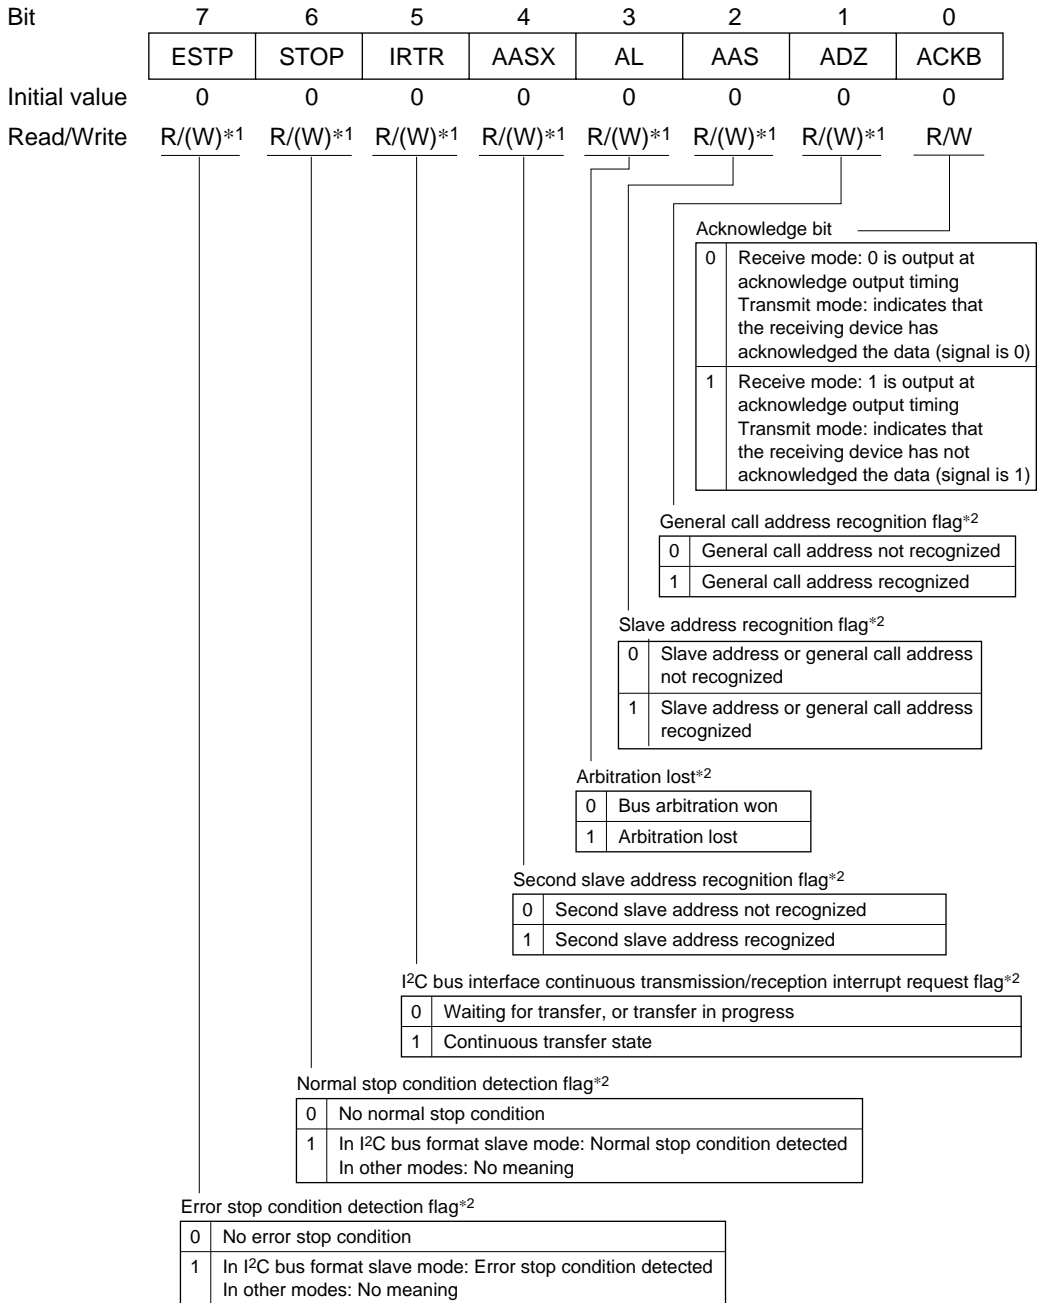 Bit 7 6 5 4 3 2 1 0
ESTP STOP IRTR AASX AL AAS ADZ ACKB
Initial value 0 0 0 0 0 0 0 0
Read/Write R/(W)*1 R/(W)*1 R/(W)*1 R/(W)*1 R/(W)*1 R/(W)*1 R/(W)*1 R/W
Acknowledge bit
0 Receive mode: 0 is output at
acknowledge output timing
Transmit mode: indicates that
the receiving device has
acknowledged the data (signal is 0)
1 Receive mode: 1 is output at
acknowledge output timing
Transmit mode: indicates that
the receiving device has not
acknowledged the data (signal is 1)
General call address recognition flag*2
0 General call address not recognized
1 General call address recognized
Slave address recognition flag*2
0 Slave address or general call address
not recognized
1 Slave address or general call address
recognized
Arbitration lost*2
0 Bus arbitration won
1 Arbitration lost
Second slave address recognition flag*2
0 Second slave address not recognized
1 Second slave address recognized
I2C bus interface continuous transmission/reception interrupt request flag*2
0 Waiting for transfer, or transfer in progress
1 Continuous transfer state
Normal stop condition detection flag*2
0 No normal stop condition
1 In I2C bus format slave mode: Normal stop condition detected
In other modes: No meaning
Error stop condition detection flag*2
0 No error stop condition
1 In I2C bus format slave mode: Error stop condition detected
In other modes: No meaning